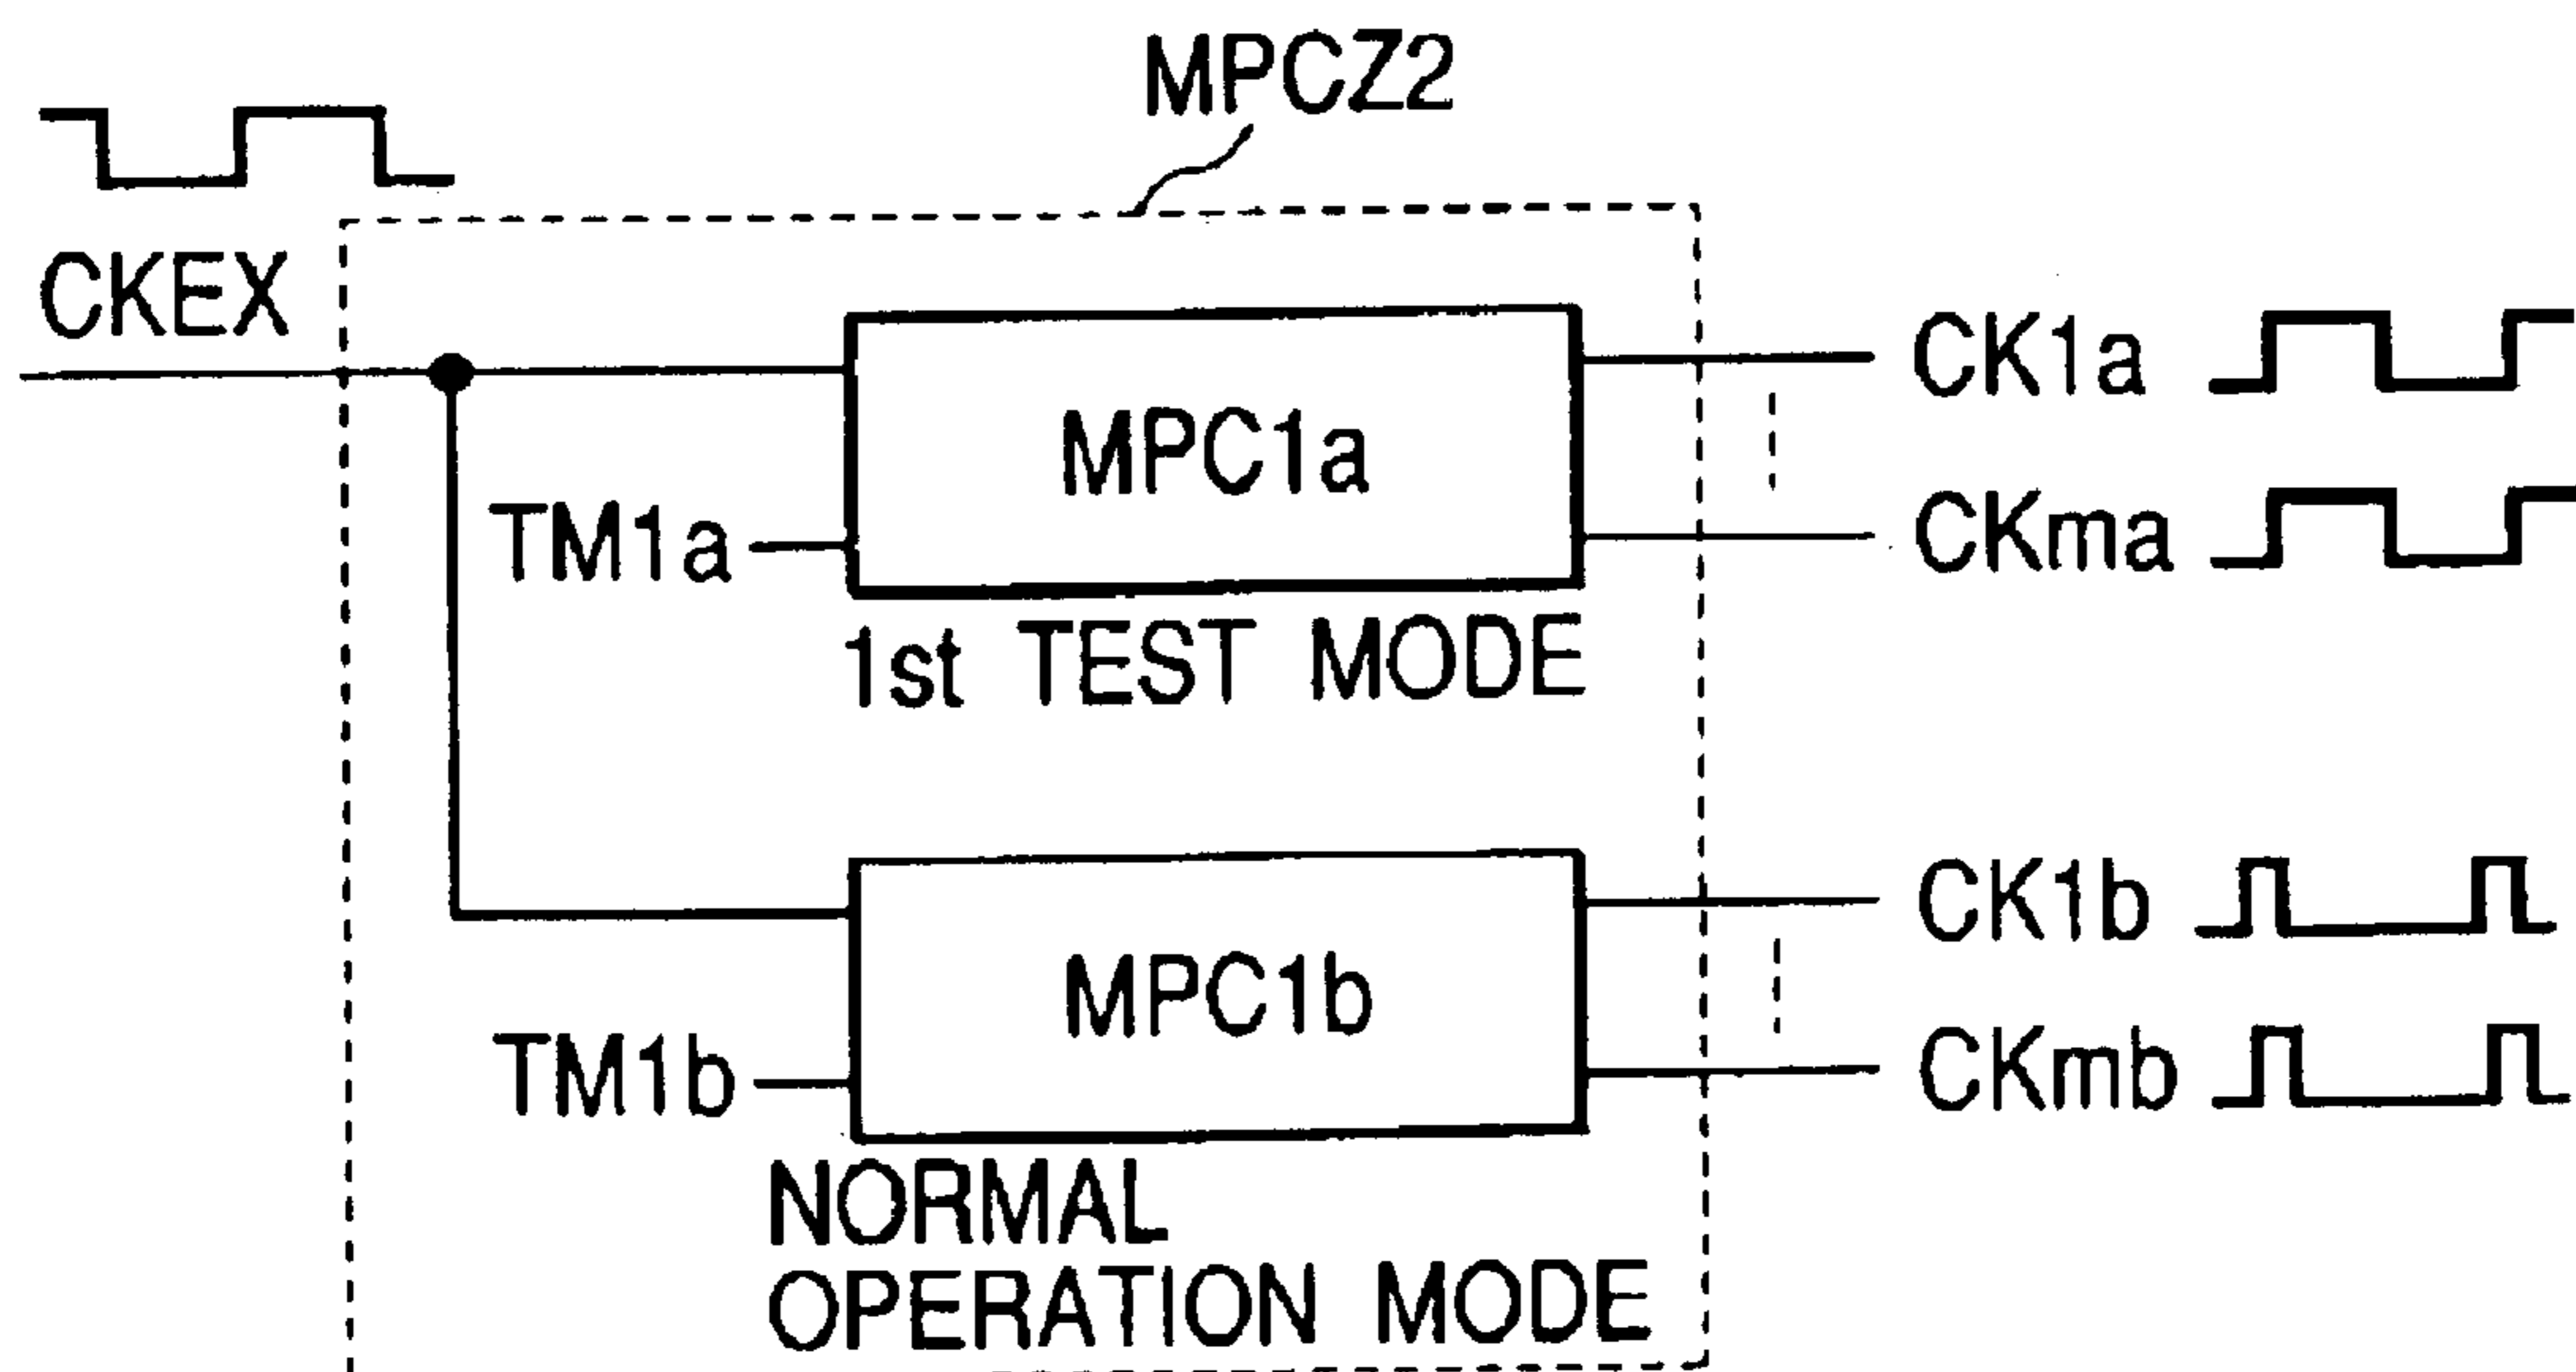 MPCZ2
CKEX
MPC1a
TM1a
1st TEST MODE
CK1a
CKma
MPC1b
TM1b
NORMAL
OPERATION MODE
CK1b
CKmb